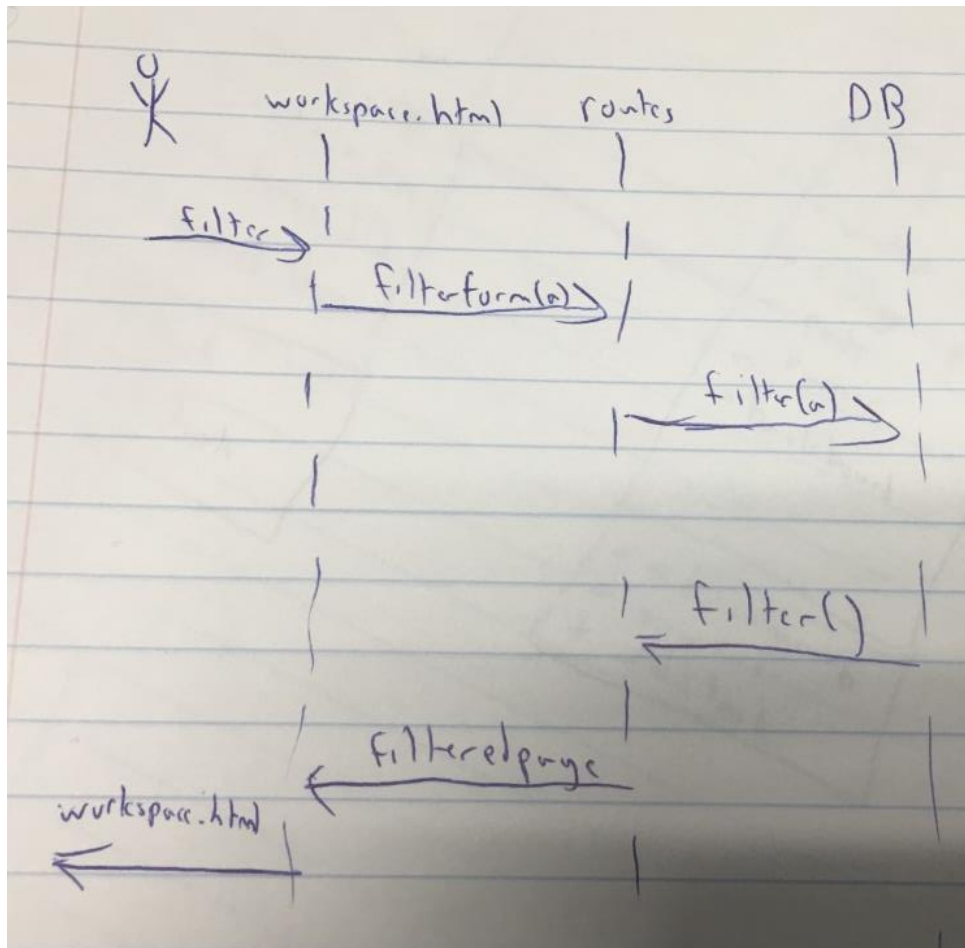 workspace.html routes DB
filter
filterform(a)
filter(a)
filter()
filteredpage
workspace.html